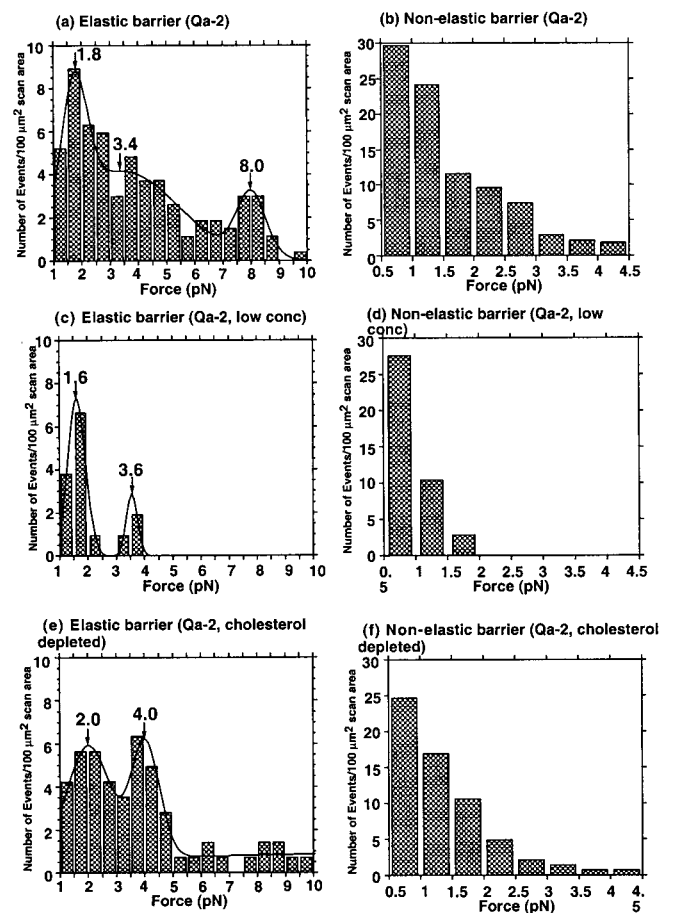 (a) Elastic barrier (Qa-2)
Number of Events/100 μm2 scan area
10
8
6
4
2
0
1.8
3.4
8.0
1 2 3 4 5 6 7 8 9 10
Force (pN)
(b) Non-elastic barrier (Qa-2)
Number of Events/100 μm2 scan area
30
25
20
15
10
5
0
0.5 1 1.5 2 2.5 3 3.5 4 4.5
Force (pN)
(c) Elastic barrier (Qa-2, low conc)
Number of Events/100 μm2 scan area
10
8
6
4
2
0
1.6
3.6
1 2 3 4 5 6 7 8 9 10
Force (pN)
(d) Non-elastic barrier (Qa-2, low
conc)
Number of Events/100 μm2 scan area
30
25
20
15
10
5
0
0. 1 1.5 2 2.5 3 3.5 4 4.5
5
Force (pN)
(e) Elastic barrier (Qa-2, cholesterol
depleted)
Number of Events/100 μm2 scan area
10
8
6
4
2
0
2.0
4.0
1 2 3 4 5 6 7 8 9 10
Force (pN)
(f) Non-elastic barrier (Qa-2, cholesterol
depleted)
Number of Events/100 μm2 scan area
30
25
20
15
10
5
0
0.5 1 1.5 2 2.5 3 3.5 4 4.
5
Force (pN)